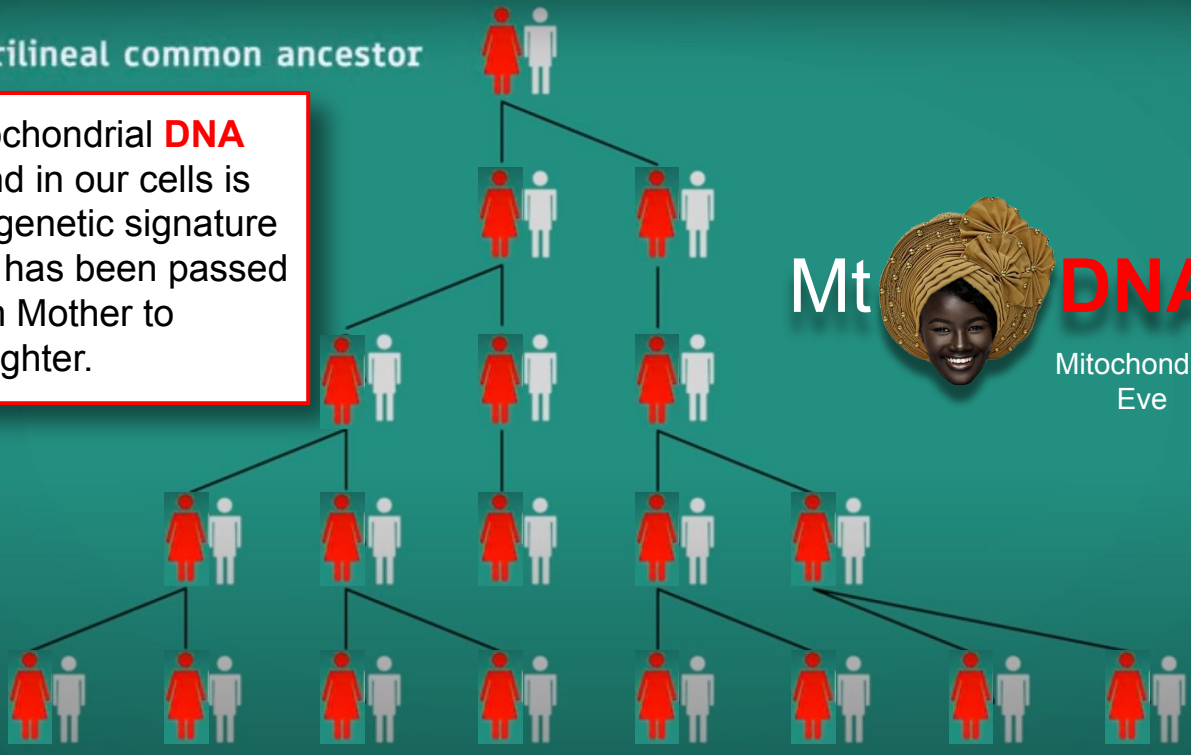 rilineal common ancestor
ochondrial DNA
nd in our cells is
genetic signature
has been passed
n Mother to
ghter.
Mt DNA
Mitochond
Eve